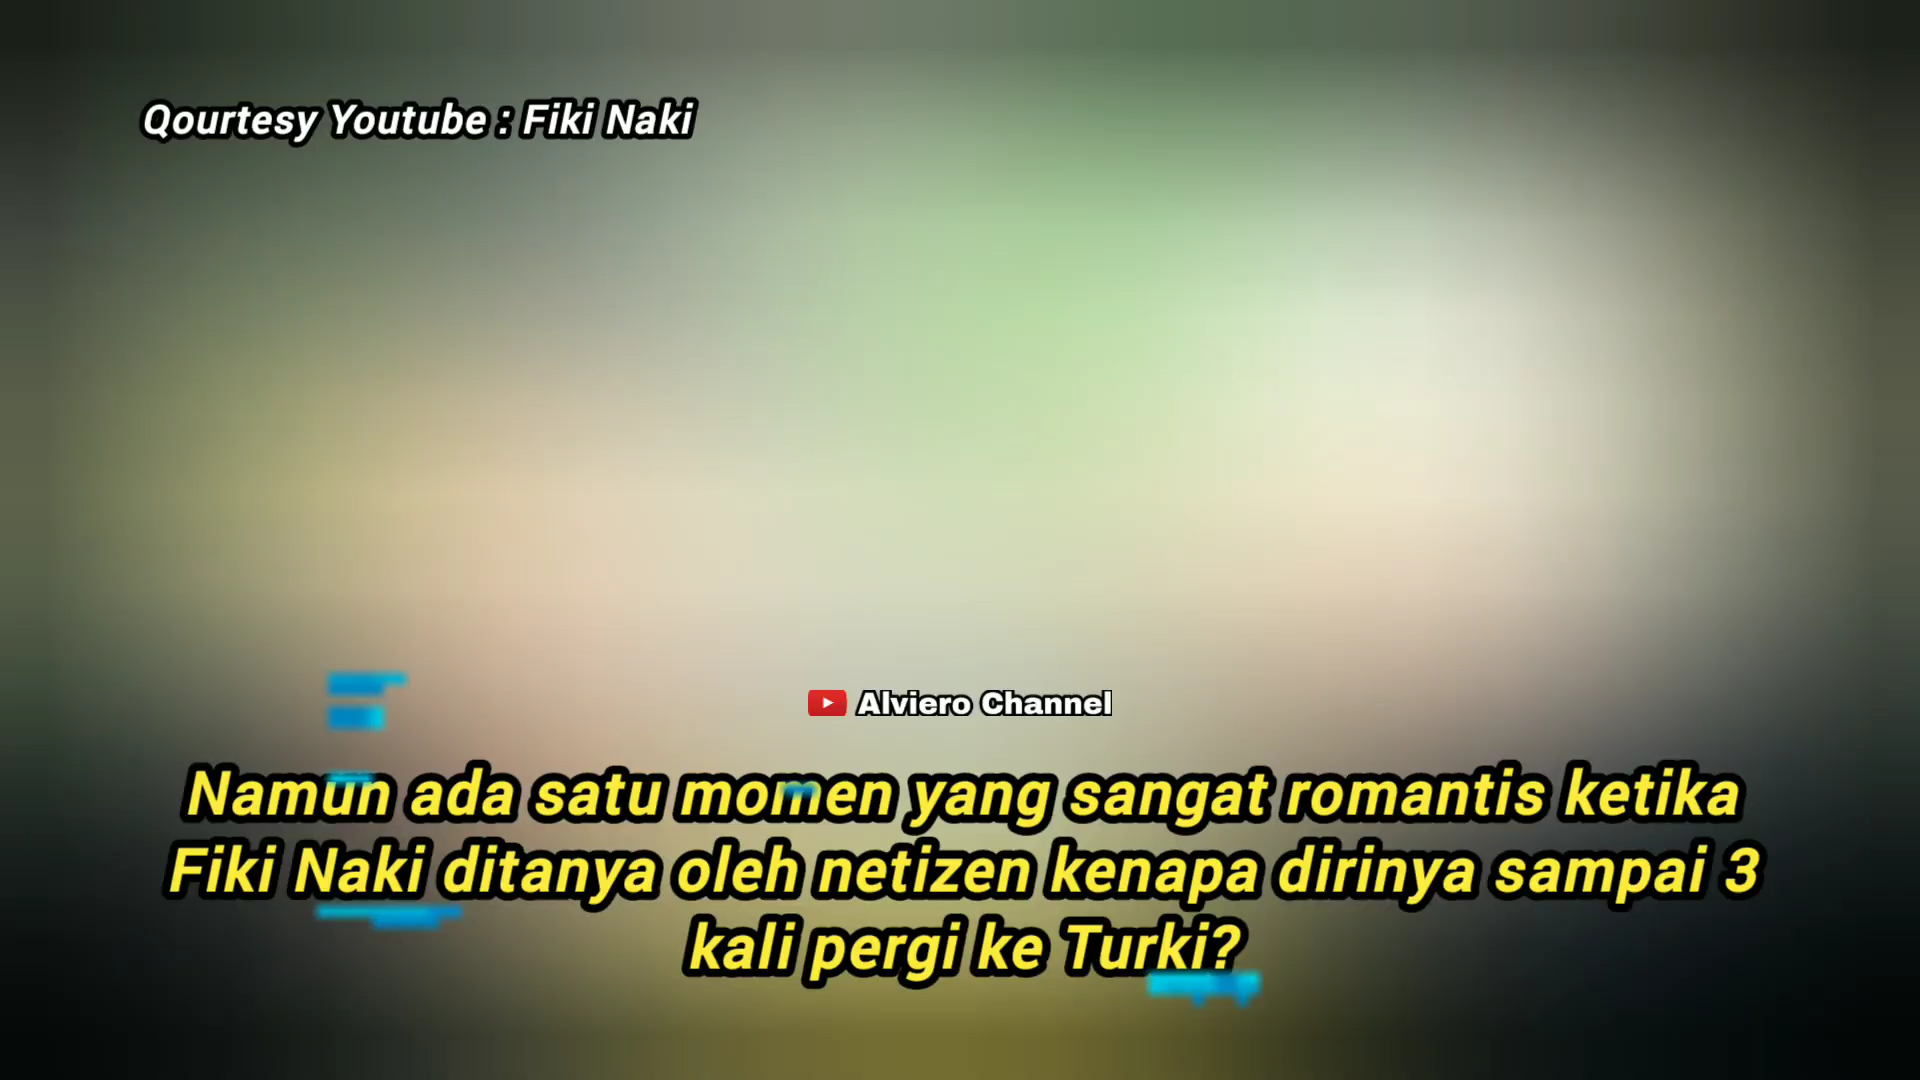 Qourtesy Youtube : Fiki Naki
Alviero Channel
Namun ada satu momen yang sangat romantis ketika
Fiki Naki ditanya oleh netizen kenapa dirinya sampai 3
kali pergi ke Turki?